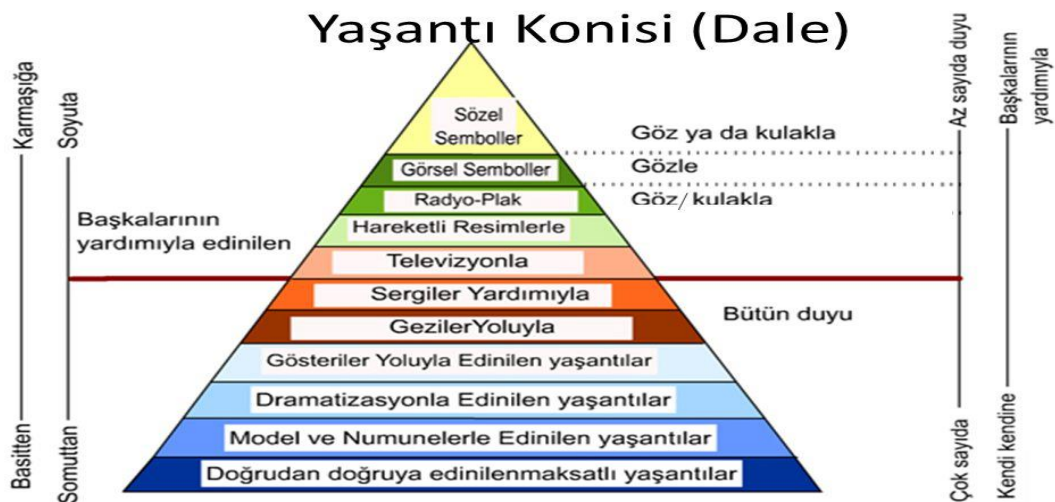 Yaşantı Konisi (Dale)
Karmaşığa
Basitten
Soyuta
Somuttan
Başkalarının
yardımıyla edinilen
Sözel
Semboller
Görsel Semboller
Radyo-Plak
Hareketli Resimlerle
Televizyonla
Sergiler Yardımıyla
GezilerYoluyla
Gösteriler Yoluyla Edinilen yaşantılar
Dramatizasyonla Edinilen yaşantılar
Model ve Numunelerle Edinilen yaşantılar
Doğrudan doğruya edinilenmaksatlı yaşantılar
Göz ya da kulakla
Gözle
Göz/ kulakla
Bütün duyu
Az sayıda duyu
Çok sayıda
Başkalarının
yardımıyla
Kendi kendine